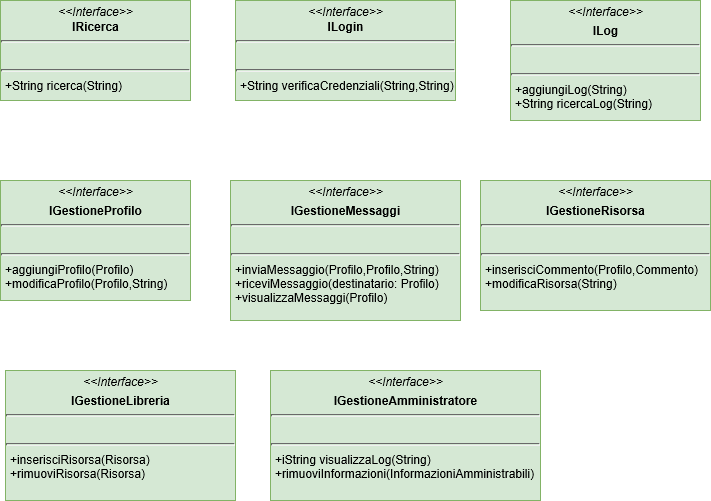 <<Interface>>
IRicerca
+String ricerca(String)
<<Interface>>
ILogin
+String verificaCredenziali(String,String)
<<Interface>>
ILog
+aggiungiLog(String)
+String ricercaLog(String)
<<Interface>>
IGestioneProfilo
+aggiungiProfilo(Profilo)
+modificaProfilo(Profilo,String)
<<Interface>>
IGestioneMessaggi
+inviaMessaggio(Profilo,Profilo,String)
+riceviMessaggio(destinatario: Profilo)
+visualizzaMessaggi(Profilo)
<<Interface>>
IGestioneRisorsa
+inserisciCommento(Profilo,Commento)
+modificaRisorsa(String)
<<Interface>>
IGestioneLibreria
+inserisciRisorsa(Risorsa)
+rimuoviRisorsa(Risorsa)
<<Interface>>
IGestioneAmministratore
+iString visualizzaLog(String)
+rimuoviInformazioni(InformazioniAmministrabili)